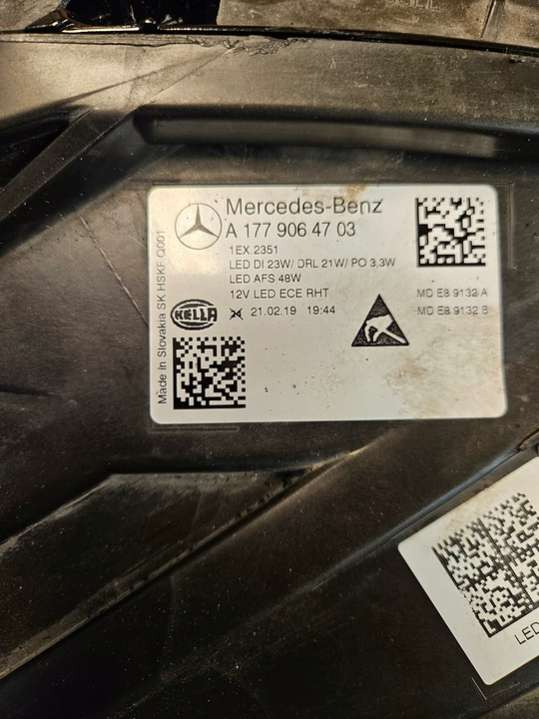 Mercedes-Benz
A 177 906 47 03
1EX 2351
LED DI 23W/ DRL 21W/ PO 3,3W
LED AFS 48W
12V LED ECE RHT
MD E8 9132 A
HELLA
21.02.19 19:44
MD E8 9132 B
Made in Slovakia SK HSKF Q001
LED